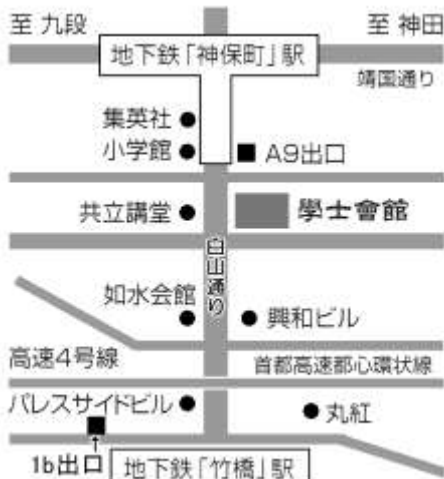 至 九段
至 神田
地下鉄「神保町」駅
靖国通り
集英社
小学館
A9出口
共立講堂
學士會館
白山通り
如水会館
興和ビル
高速4号線
首都高速都心環状線
パレスサイドビル
丸紅
1b出口
地下鉄「竹橋」駅